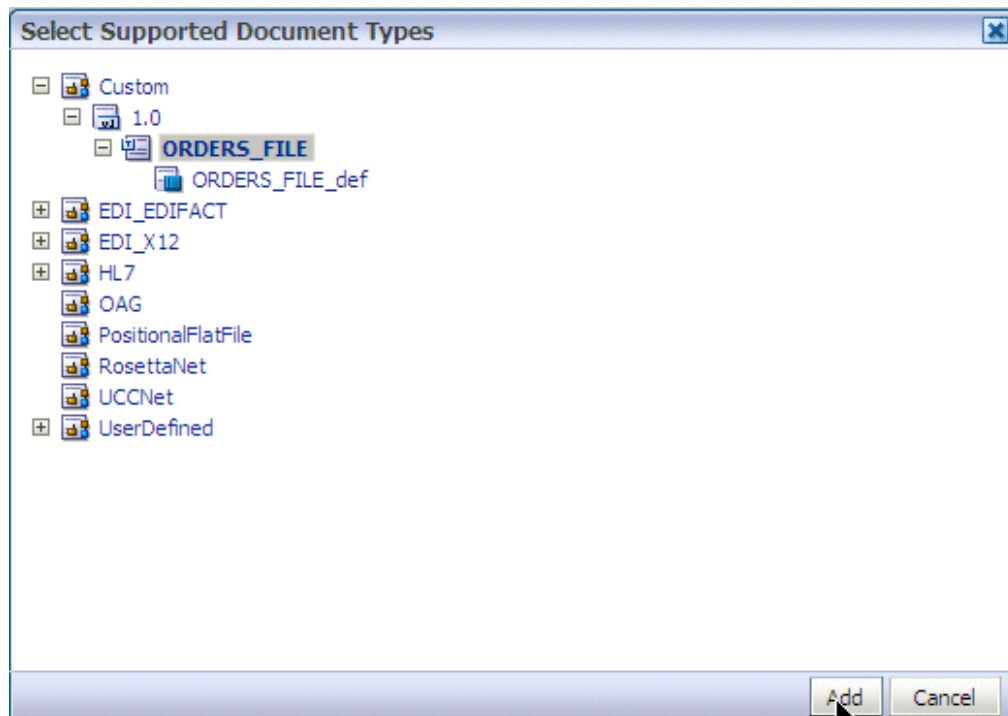 Select Supported Document Types
Custom
1.0
ORDERS_FILE
ORDERS_FILE_def
EDI_EDIFACT
EDI_X12
HL7
OAG
PositionalFlatFile
RosettaNet
UCCNet
UserDefined
Add Cancel